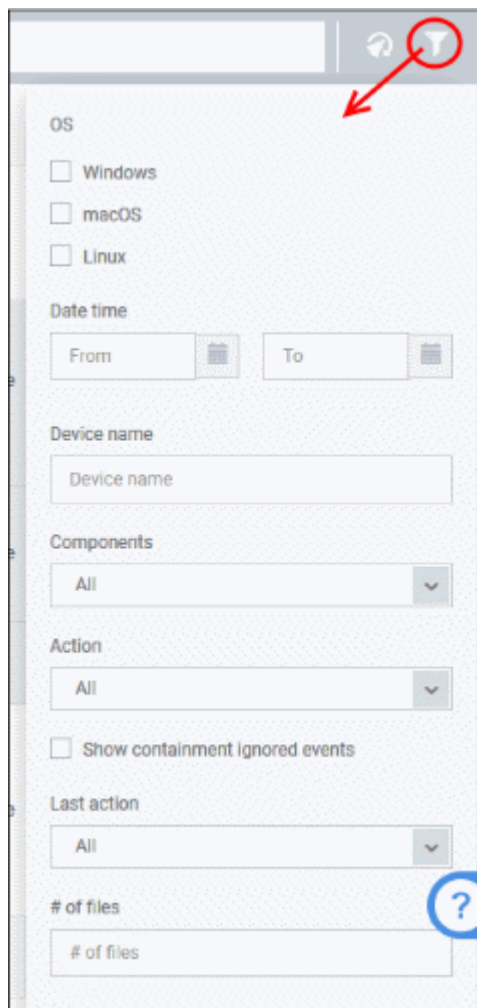 OS
Windows
macOS
Linux
Date time
From To
Device name
Device name
Components
All
Action
All
Show containment ignored events
Last action
All
?
# of files
# of files